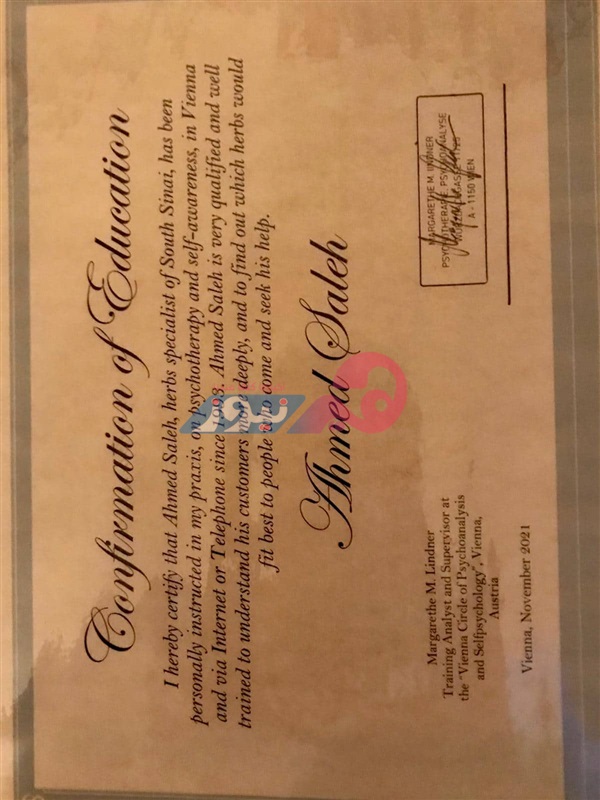 Confirmation of Education
I hereby certify that Ahmed Saleh, herbs specialist of South Sinai, has been
personally instructed in my praxis, of psychotherapy and self-awareness, in Vienna
and via Internet or Telephone since 1993. Ahmed Saleh is very qualified and well
trained to understand his customers more deeply, and to find out which herbs would
fit best to people who come and seek his help.
Ahmed Saleh
Margarethe M. Lindner
Training Analyst and Supervisor at
the "Vienna Circle of Psychoanalysis
and Selfpsychology", Vienna,
Austria
Vienna, November 2021
MARGARETHE M. LINDNER
PSYCHOTHERAPIE, PSYCHOANALYSE
A - 1150 WIEN
نيوز